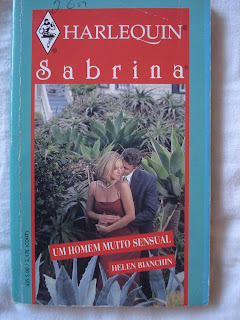 HARLEQUIN®
Sabrina®
UM HOMEM MUITO SENSUAL
HELEN BIANCHIN